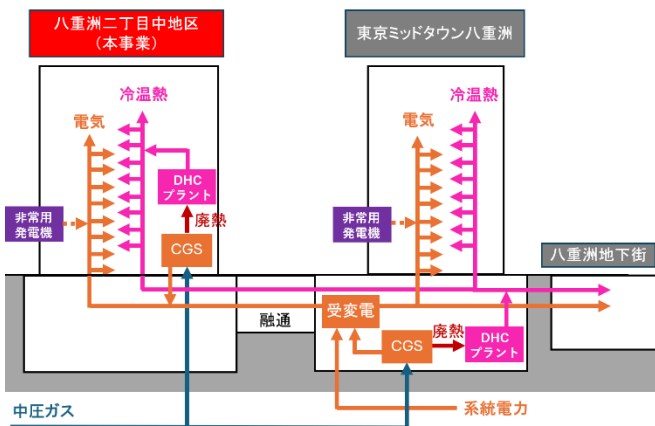 八重洲二丁目中地区
（本事業）
東京ミッドタウン八重洲
冷温熱
電気
DHC
プラント
廃熱
非常用
発電機
CGS
冷温熱
電気
非常用
発電機
八重洲地下街
融通
受変電
CGS
廃熱
DHC
プラント
中圧ガス
系統電力